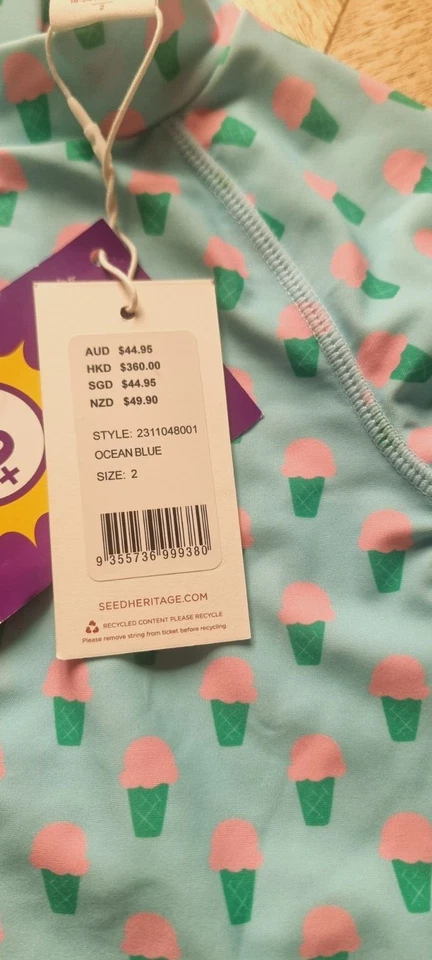 2
AUD $44.95
HKD $360.00
SGD $44.95
NZD $49.90
STYLE: 2311048001
OCEAN BLUE
SIZE: 2
9 355736 999380
SEEDHERITAGE.COM
RECYCLED CONTENT PLEASE RECYCLE
Please remove string from ticket before recycling.